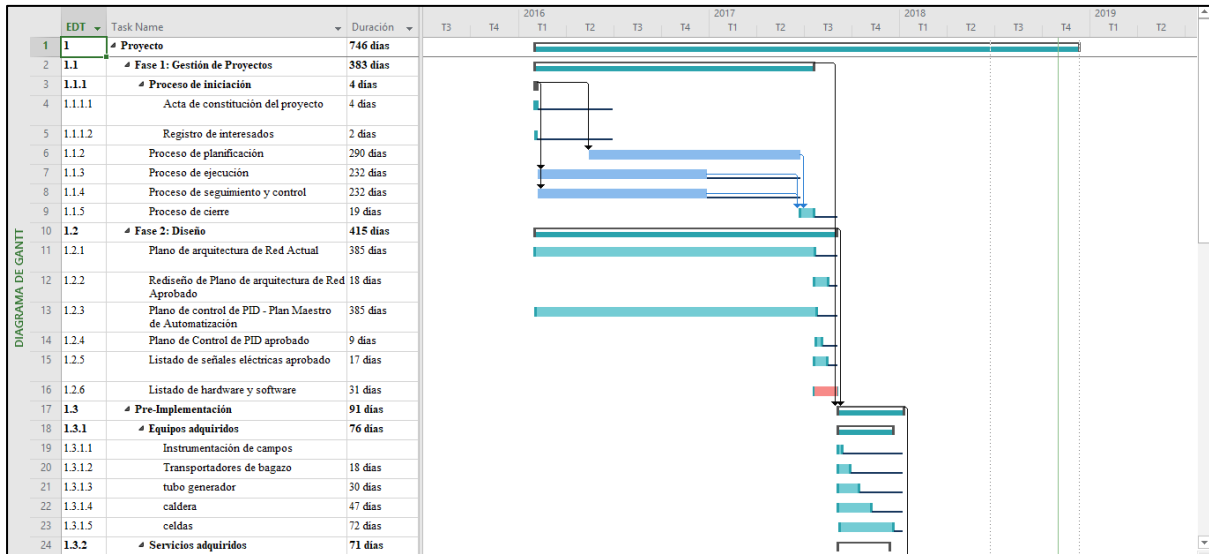 2016 2017 2018 2019
EDT Task Name Duración T3 T4 T1 T2 T3 T4 T1 T2 T3 T4 T1 T2 T3 T4 T1 T2
DIAGRAMA DE GANTT
1 1 Proyecto 746 días
2 1.1 Fase 1: Gestión de Proyectos 383 días
3 1.1.1 Proceso de iniciación 4 días
4 1.1.1.1 Acta de constitución del proyecto 4 días
5 1.1.1.2 Registro de interesados 2 días
6 1.1.2 Proceso de planificación 290 días
7 1.1.3 Proceso de ejecución 232 días
8 1.1.4 Proceso de seguimiento y control 232 días
9 1.1.5 Proceso de cierre 19 días
10 1.2 Fase 2: Diseño 415 días
11 1.2.1 Plano de arquitectura de Red Actual 385 días
12 1.2.2 Rediseño de Plano de arquitectura de Red 18 días
Aprobado
13 1.2.3 Plano de control de PID - Plan Maestro 385 días
de Automatización
14 1.2.4 Plano de Control de PID aprobado 9 días
15 1.2.5 Listado de señales eléctricas aprobado 17 días
16 1.2.6 Listado de hardware y software 31 días
17 1.3 Pre-Implementación 91 días
18 1.3.1 Equipos adquiridos 76 días
19 1.3.1.1 Instrumentación de campos
20 1.3.1.2 Transportadores de bagazo 18 días
21 1.3.1.3 tubo generador 30 días
22 1.3.1.4 caldera 47 días
23 1.3.1.5 celdas 72 días
24 1.3.2 Servicios adquiridos 71 días